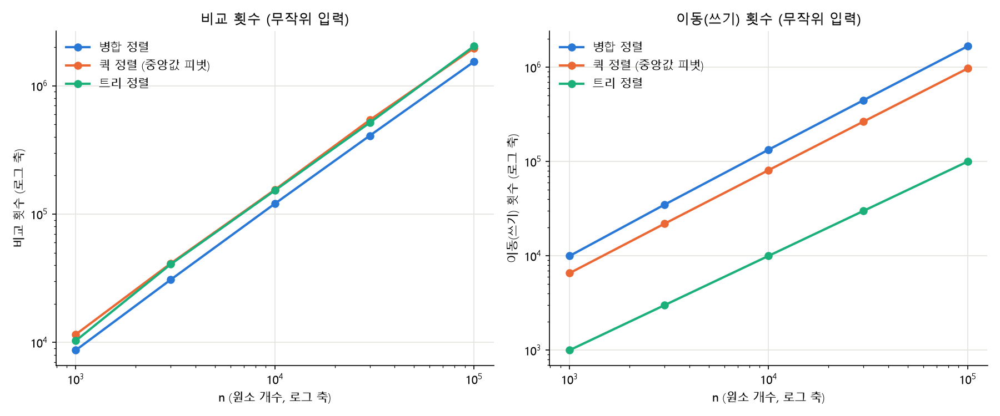 비교 횟수 (무작위 입력)
병합 정렬
퀵 정렬 (중앙값 피벗)
트리 정렬
비교 횟수 (로그 축)
10⁶
10⁵
10⁴
10³
10⁴
10⁵
n (원소 개수, 로그 축)
이동(쓰기) 횟수 (무작위 입력)
병합 정렬
퀵 정렬 (중앙값 피벗)
트리 정렬
이동(쓰기) 횟수 (로그 축)
10⁶
10⁵
10⁴
10³
10³
10⁴
10⁵
n (원소 개수, 로그 축)